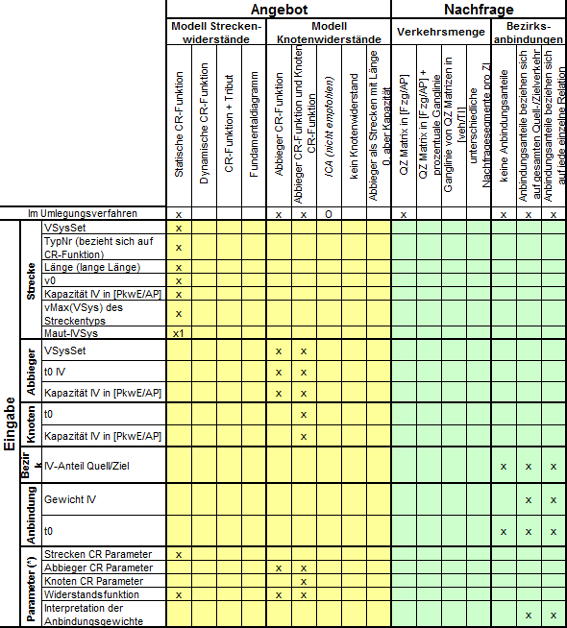 Angebot
Nachfrage
Modell Strecken-
widerstände
Modell
Knotenwiderstände
Verkehrsmenge
Bezirks-
anbindungen
Statische CR-Funktion
Dynamische CR-Funktion
CR-Funktion + Tribut
Fundamentaldiagramm
Abbieger CR-Funktion
Abbieger CR-Funktion und Knoten
CR-Funktion
ICA (nicht empfohlen)
kein Knotenwiderstand
Abbieger als Strecken mit Länge
0, aber Kapazität
QZ Matrix in [Fzg/AP]
QZ Matrix in [Fzg/AP] +
prozentuale Ganglinie
Ganglinie von QZ Matrizen in
[veh/TI]
unterschiedliche
Nachfragesegmente pro ZI
keine Anbindungsanteile
Anbindungsanteile beziehen sich
auf gesamten Quell-/Zielverkehr
Anbindungsanteile beziehen sich
auf jede einzelne Relation
Im Umlegungsverfahren x x x O x x x x
Eingabe
Strecke
VSysSet x
TypNr (bezieht sich auf
CR-Funktion) x
Länge (lange Länge) x
v0 x
Kapazität IV in [PkwE/AP] x
vMax(VSys) des
Streckentyps x
Maut-IVSys x1
Abbieger
VSysSet x x
t0 IV x x
Kapazität IV in [PkwE/AP] x x
Knoten
t0 x
Kapazität IV in [PkwE/AP] x
Bezir
k
IV-Anteil Quell/Ziel x x x
Anbindung
Gewicht IV x x
t0 x x x
Parameter (*)
Strecken CR Parameter x
Abbieger CR Parameter x x
Knoten CR Parameter x
Widerstandsfunktion x x x
Interpretation der
Anbindungsgewichte x x